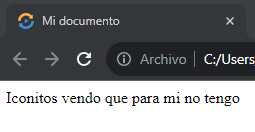 Mi documento
Archivo | C:/Users
Iconitos vendo que para mi no tengo